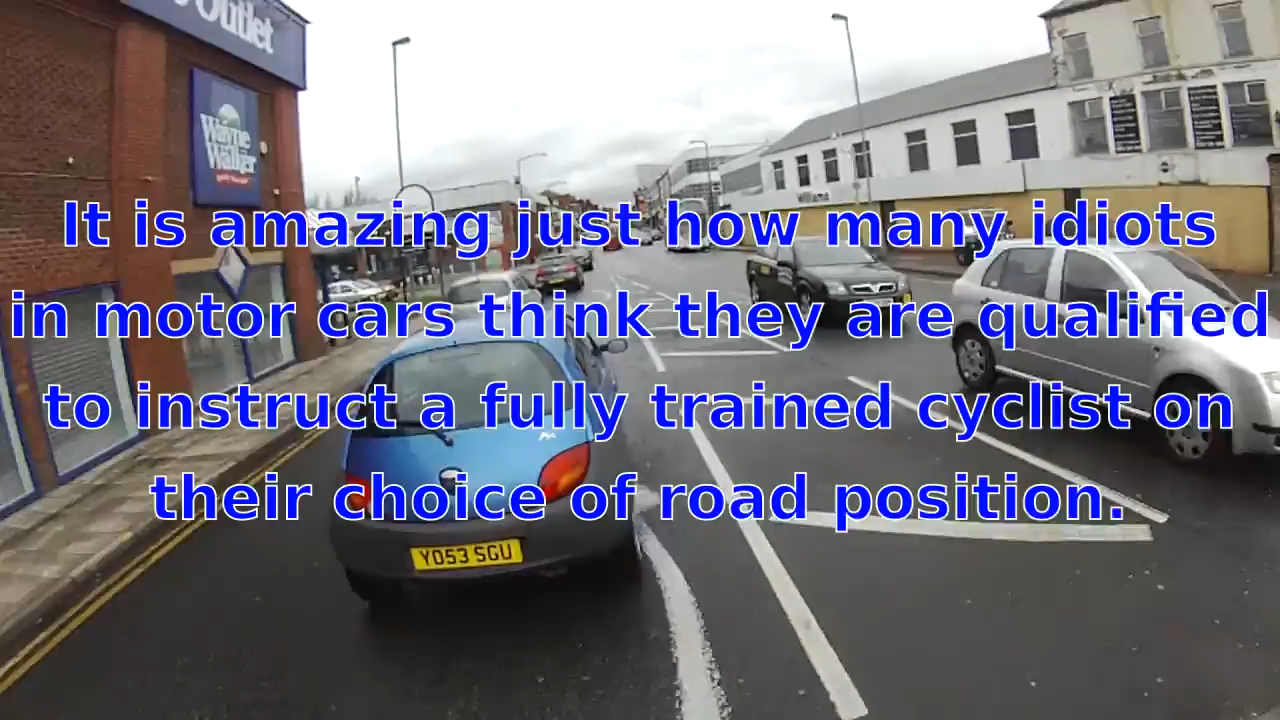 Outlet
Wayne
Walker
It is amazing just how many idiots
in motor cars think they are qualified
to instruct a fully trained cyclist on
their choice of road position.
YO53 SGU